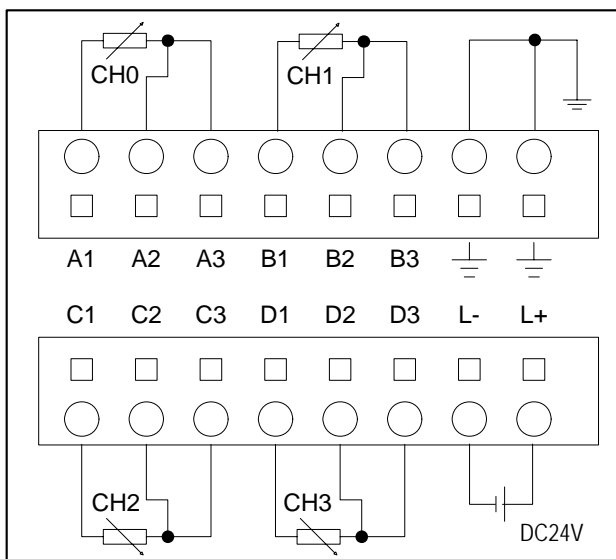 CH0 CH1
A1 A2 A3 B1 B2 B3
C1 C2 C3 D1 D2 D3 L- L+
CH2 CH3
DC24V